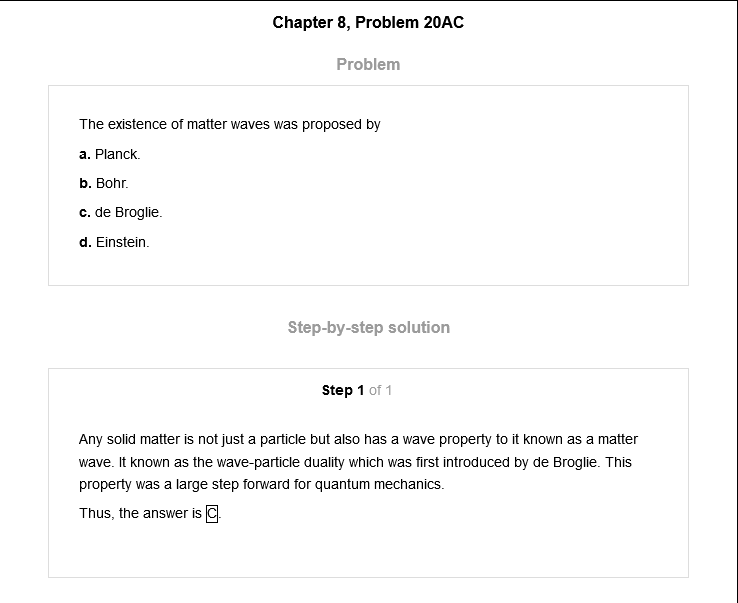 Chapter 8, Problem 20AC
Problem
The existence of matter waves was proposed by
a. Planck.
b. Bohr.
c. de Broglie.
d. Einstein.
Step-by-step solution
Step 1 of 1
Any solid matter is not just a particle but also has a wave property to it known as a matter
wave. It known as the wave-particle duality which was first introduced by de Broglie. This
property was a large step forward for quantum mechanics.
Thus, the answer is C.